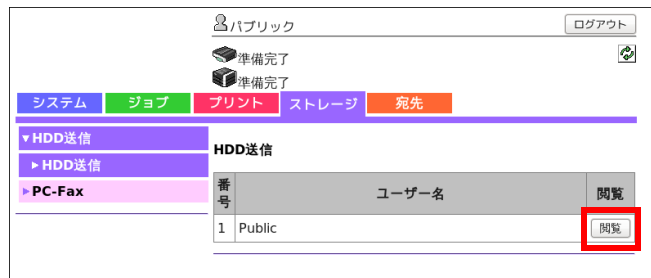 パブリック
ログアウト
準備完了
準備完了
システム
ジョブ
プリント
ストレージ
宛先
▼HDD送信
▶HDD送信
▶PC-Fax
HDD送信
番号 ユーザー名 閲覧
1 Public 閲覧